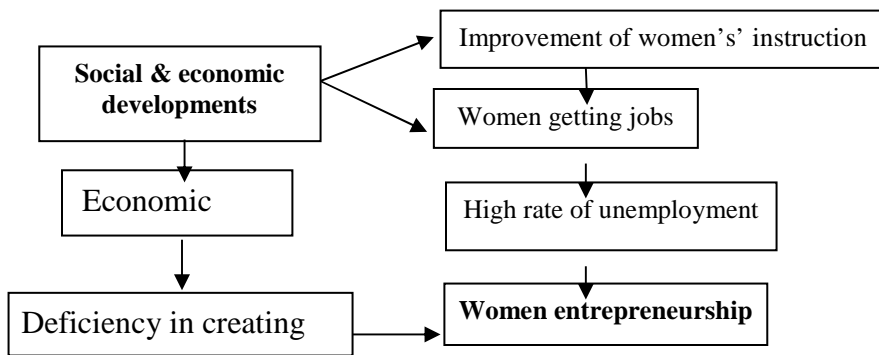 Improvement of women's' instruction
Social & economic
developments
Women getting jobs
Economic
High rate of unemployment
Deficiency in creating
Women entrepreneurship